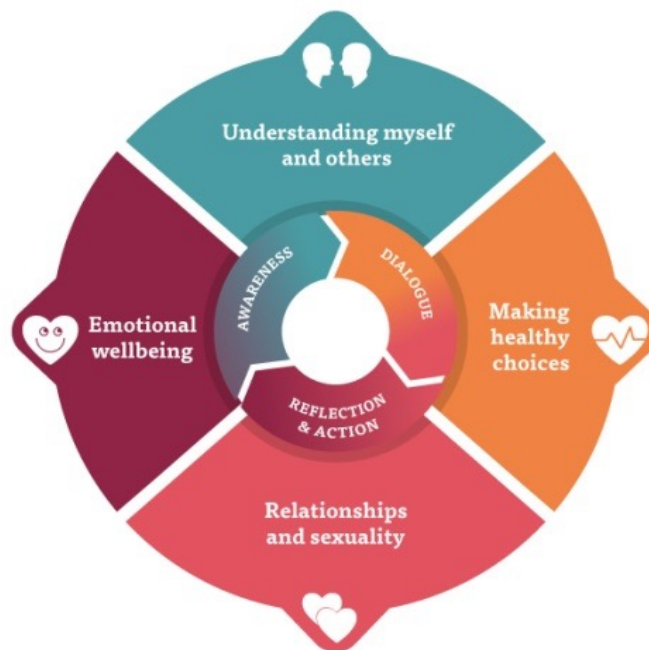 Understanding myself
and others
Making
healthy
choices
Relationships
and sexuality
Emotional
wellbeing
AWARENESS
DIALOGUE
REFLECTION
& ACTION